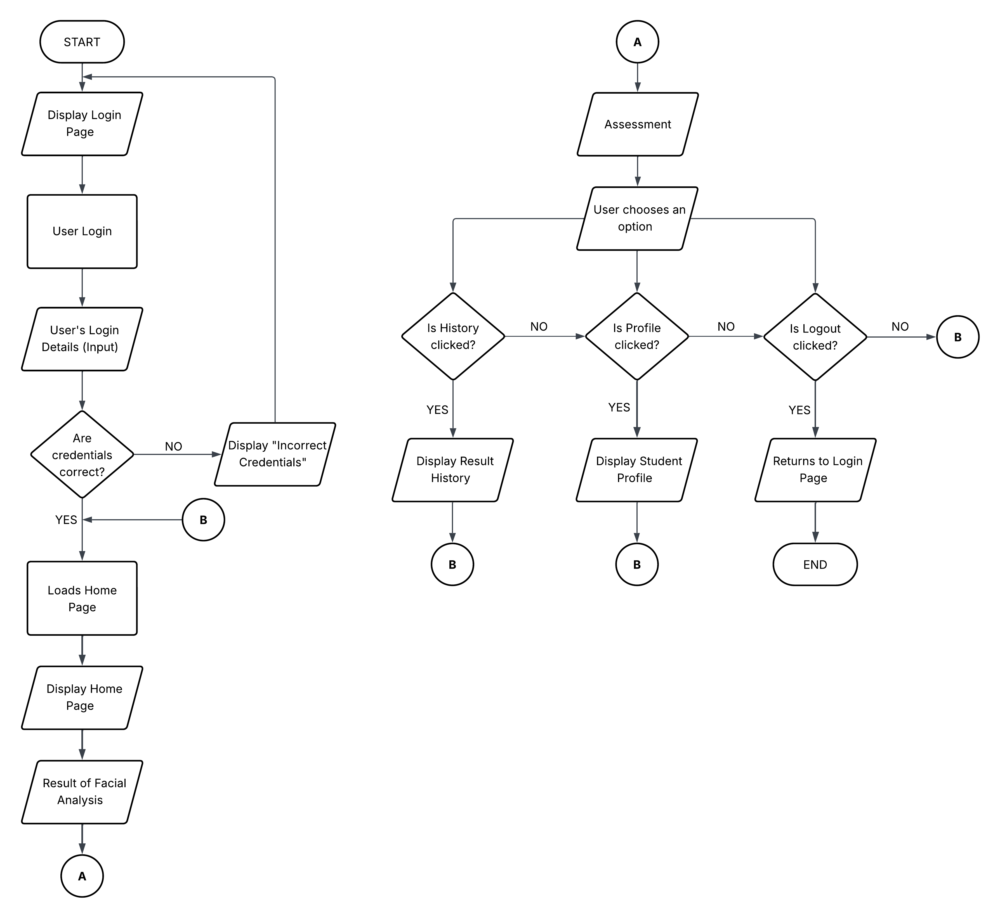 START
Display Login
Page
User Login
User's Login
Details (Input)
Are
credentials
correct?
NO
Display "Incorrect
Credentials"
YES
B
Loads Home
Page
Display Home
Page
Result of Facial
Analysis
A
A
Assessment
User chooses an
option
Is History
clicked?
NO
Is Profile
clicked?
NO
Is Logout
clicked?
NO
B
YES
YES
YES
Display Result
History
Display Student
Profile
Returns to Login
Page
B
B
END